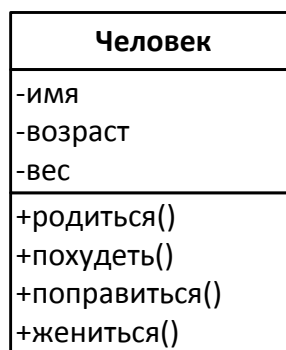 Человек
-имя
-возраст
-вес
+родиться()
+похудеть()
+поправиться()
+жениться()